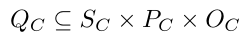 Q_C ⊆ S_C × P_C × O_C